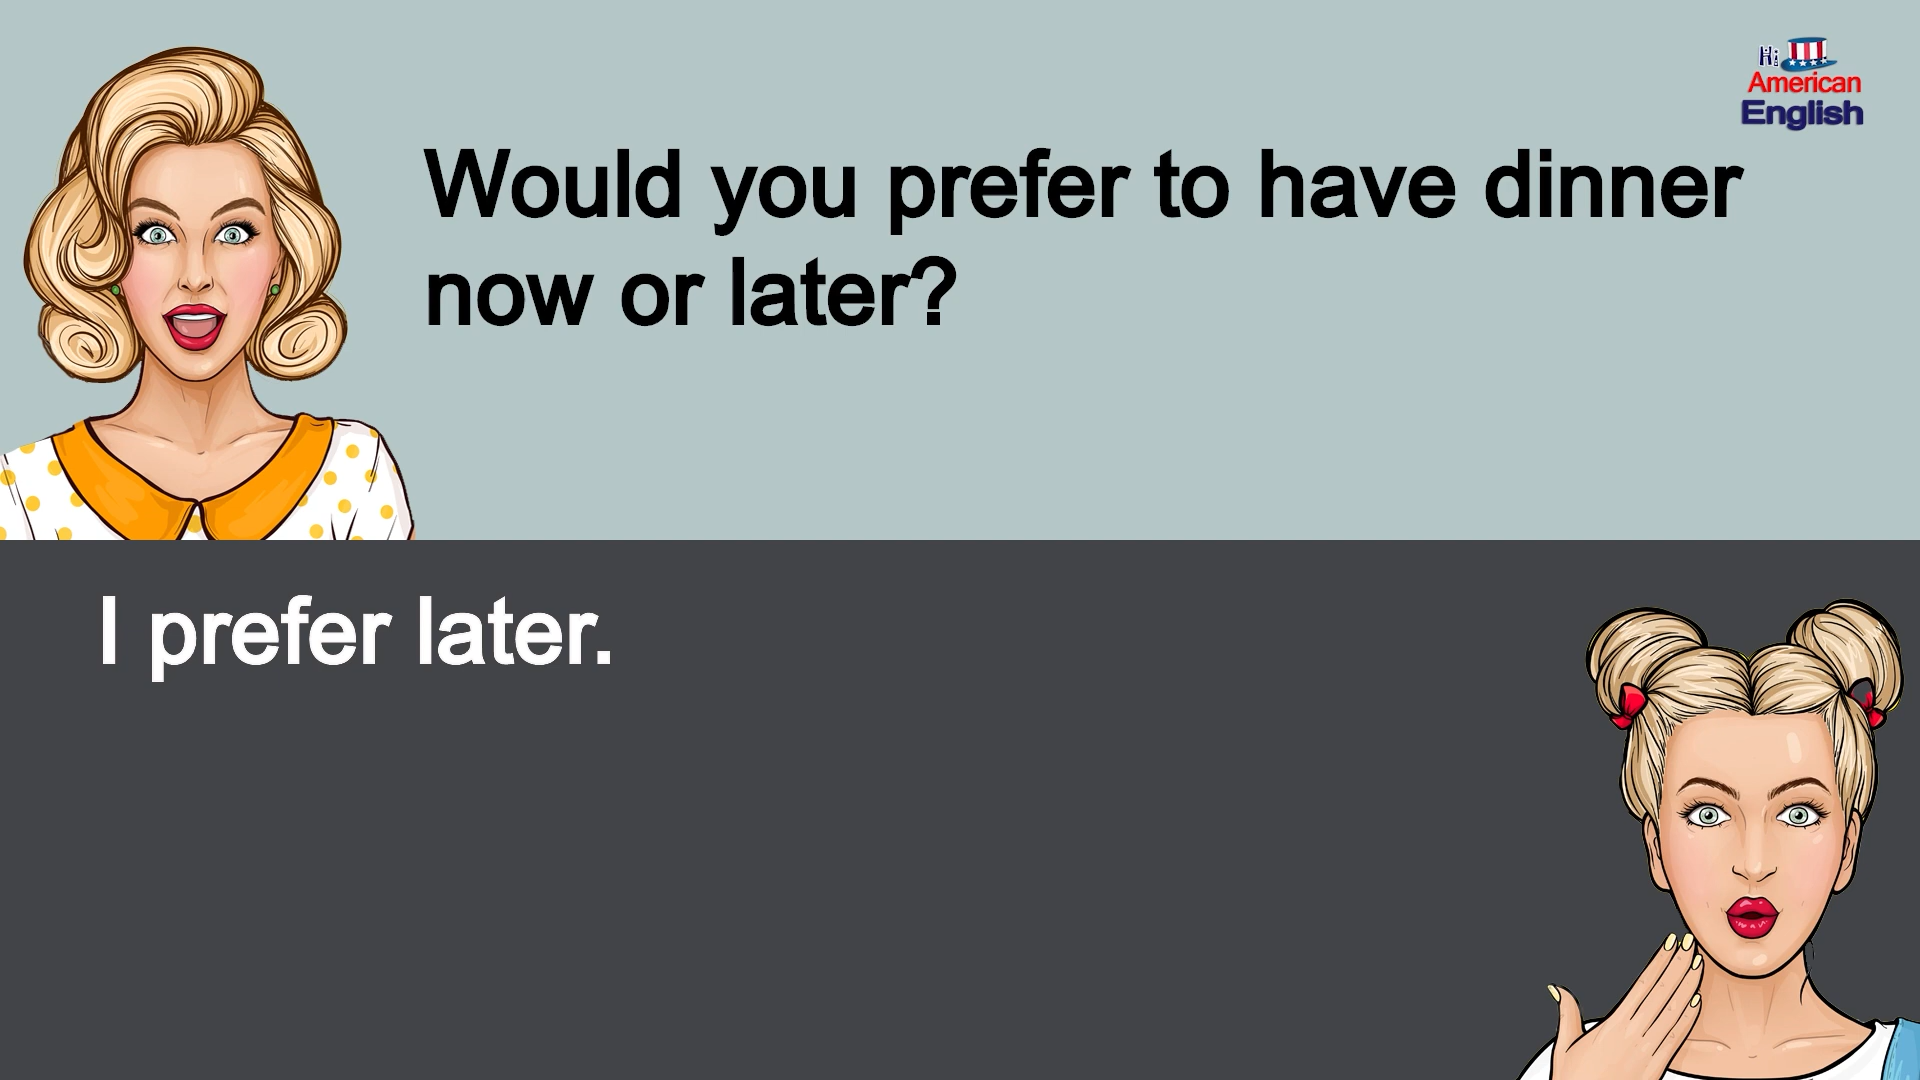 Hi
American
English
Would you prefer to have dinner
now or later?
I prefer later.